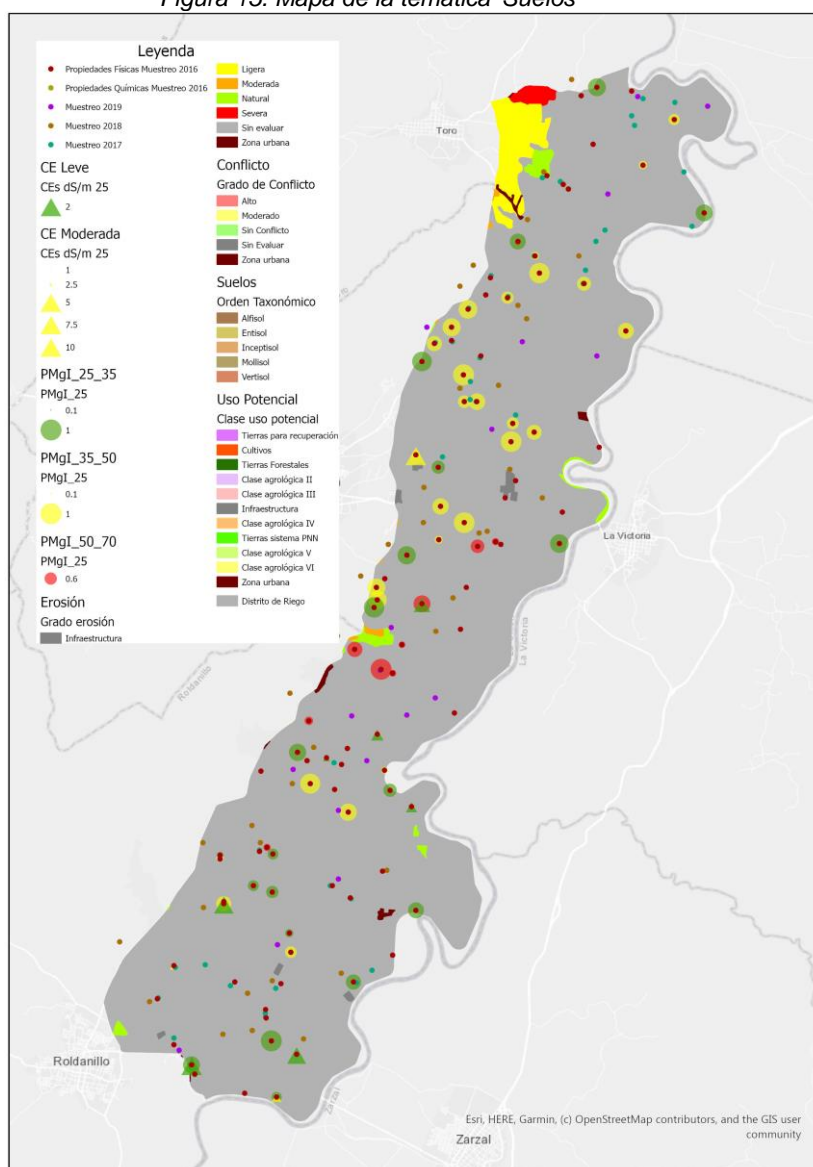 Figura 15. Mapa de la temática 'Suelos'
Leyenda
Propiedades Físicas Muestreo 2016
Propiedades Químicas Muestreo 2016
Muestreo 2019
Muestreo 2018
Muestreo 2017
CE Leve
CEs dS/m 25
2
CE Moderada
CEs dS/m 25
1
2.5
5
7.5
10
PMgI_25_35
PMgI_25
0.1
1
PMgI_35_50
PMgI_25
0.1
1
PMgI_50_70
PMgI_25
0.6
Erosión
Grado erosión
Infraestructura
Ligera
Moderada
Natural
Severa
Sin evaluar
Zona urbana
Conflicto
Grado de Conflicto
Alto
Moderado
Sin Conflicto
Sin Evaluar
Zona urbana
Suelos
Orden Taxonómico
Alfisol
Entisol
Inceptisol
Mollisol
Vertisol
Uso Potencial
Clase uso potencial
Tierras para recuperación
Cultivos
Tierras Forestales
Clase agrológica II
Clase agrológica III
Infraestructura
Clase agrológica IV
Tierras sistema PNN
Clase agrológica V
Clase agrológica VI
Zona urbana
Distrito de Riego
Toro
La Victoria
La Victoria
Roldanillo
Roldanillo
Zarzal
Zarzal
Esri, HERE, Garmin, (c) OpenStreetMap contributors, and the GIS user
community